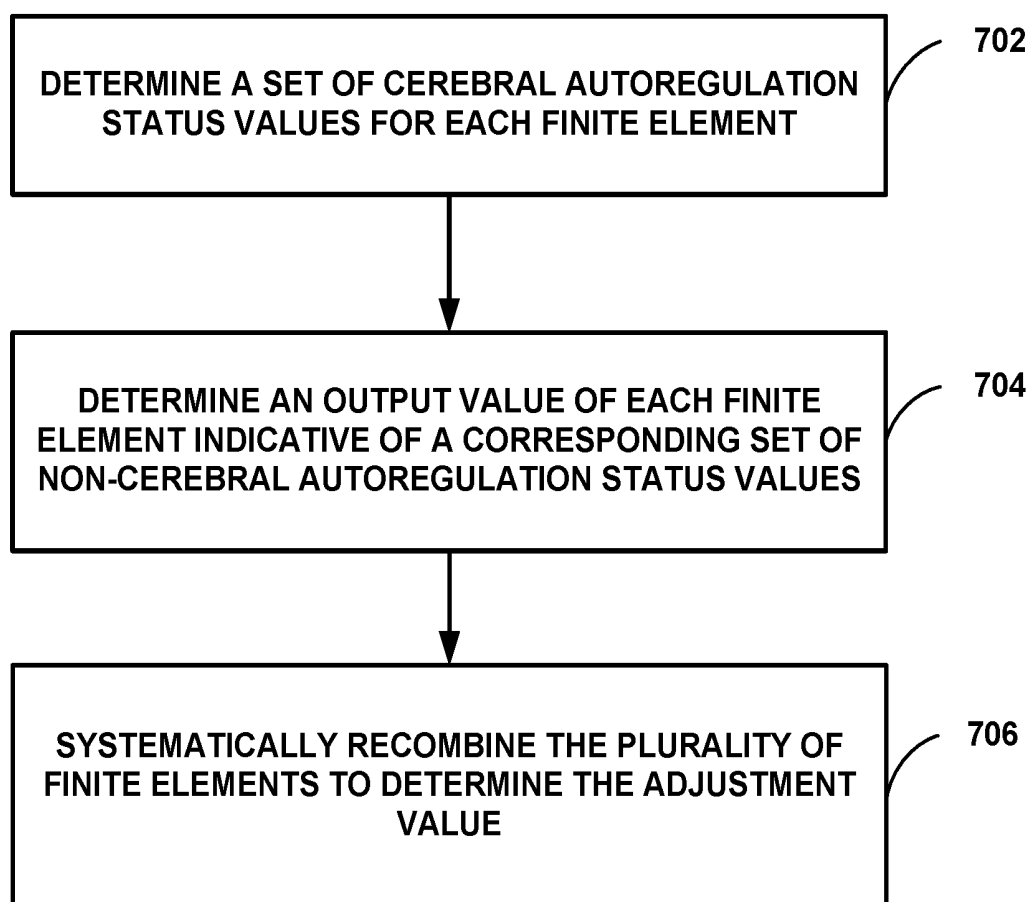 702
DETERMINE A SET OF CEREBRAL AUTOREGULATION
STATUS VALUES FOR EACH FINITE ELEMENT
704
DETERMINE AN OUTPUT VALUE OF EACH FINITE
ELEMENT INDICATIVE OF A CORRESPONDING SET OF
NON-CEREBRAL AUTOREGULATION STATUS VALUES
706
SYSTEMATICALLY RECOMBINE THE PLURALITY OF
FINITE ELEMENTS TO DETERMINE THE ADJUSTMENT
VALUE